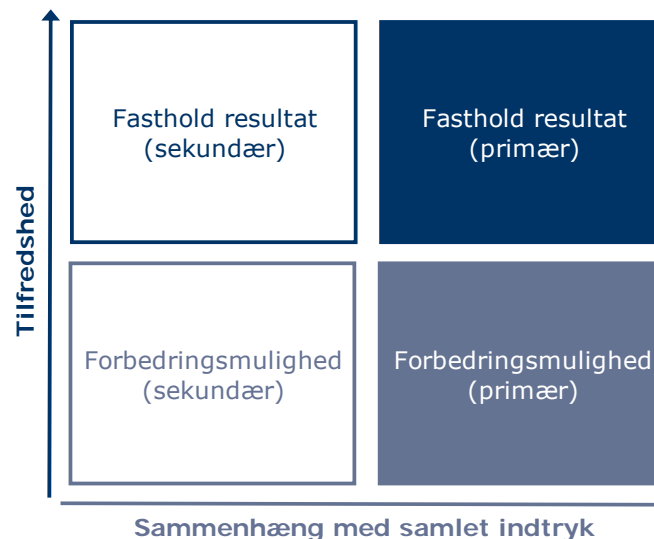 Tilfredshed
Fasthold resultat
(sekundær)
Fasthold resultat
(primær)
Forbedringsmulighed
(sekundær)
Forbedringsmulighed
(primær)
Sammenhæng med samlet indtryk